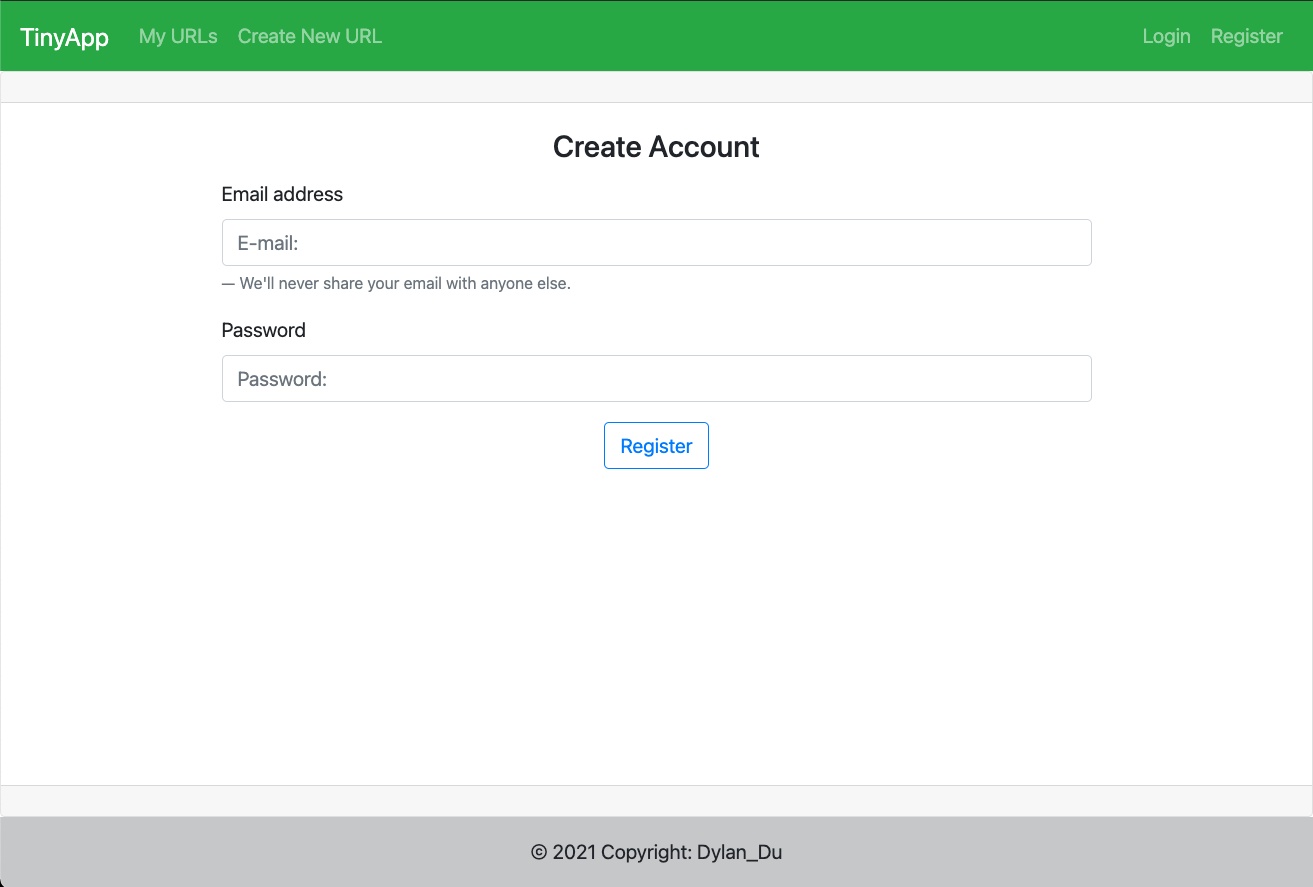 TinyApp My URLs Create New URL Login Register
Create Account
Email address
E-mail:
— We'll never share your email with anyone else.
Password
Password:
Register
© 2021 Copyright: Dylan_Du